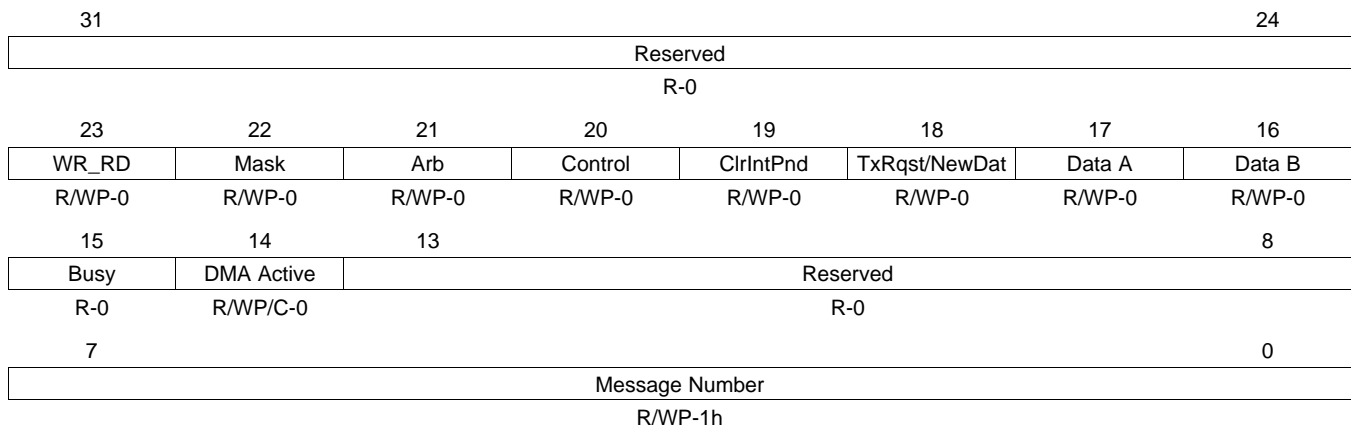 31 24
Reserved
R-0
23 22 21 20 19 18 17 16
WR_RD Mask Arb Control ClrIntPnd TxRqst/NewDat Data A Data B
R/WP-0 R/WP-0 R/WP-0 R/WP-0 R/WP-0 R/WP-0 R/WP-0 R/WP-0
15 14 13 8
Busy DMA Active Reserved
R-0 R/WP/C-0 R-0
7 0
Message Number
R/WP-1h